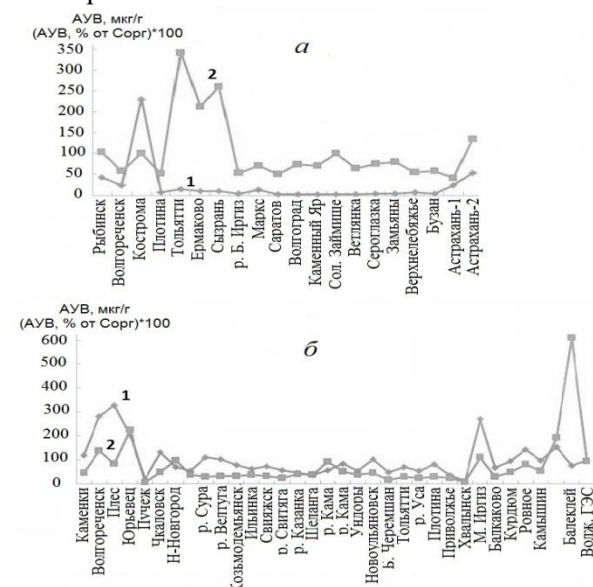 АУВ, мкг/г
(АУВ, % от Сорг)*100
а
350
300
250
200
150
100
50
0
2
1
Рыбинск
Волгореченск
Кострома
Плотина
Тольятти
Ермаково
Сызрань
р. Б. Иргиз
Маркс
Саратов
Волгоград
Каменный Яр
Сол. Займище
Ветлянка
Сероглазка
Замьяны
Верхнелебяжье
Бузан
Астрахань-1
Астрахань-2
АУВ, мкг/г
(АУВ, % от Сорг)*100
б
600
500
400
300
200
100
0
1
2
Каменки
Волгореченск
Плес
Юрьевец
Пучеж
Чкаловск
Н-Новгород
р. Сура
р. Ветлуга
Козьмодемьянск
Ильинка
Свияжск
р. Свитяга
р. Казанка
Шеланга
р. Кама
р. Кама
Ундоры
Новоульяновск
Б. Черемшан
Тольятти
р. Уса
Плотина
Приволжье
Хвалынск
М. Иргиз
Балкаково
Курдюм
Ровное
Камышин
Балеклей
Волж. ГЭС